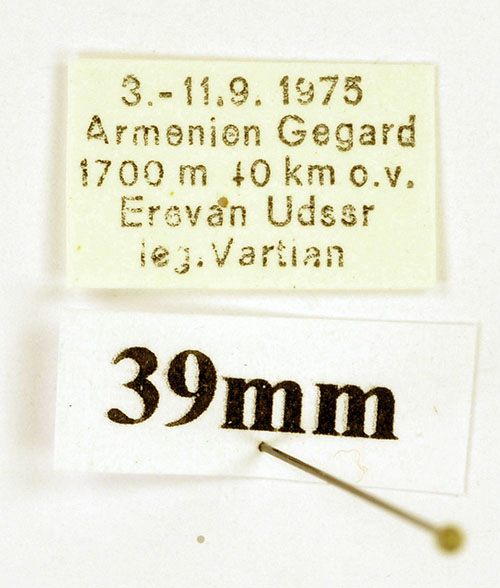 3.-11.9. 1975
Armenien Gegard
1700 m 40 km o.v.
Erevan Udssr
leg. Vartian
39mm